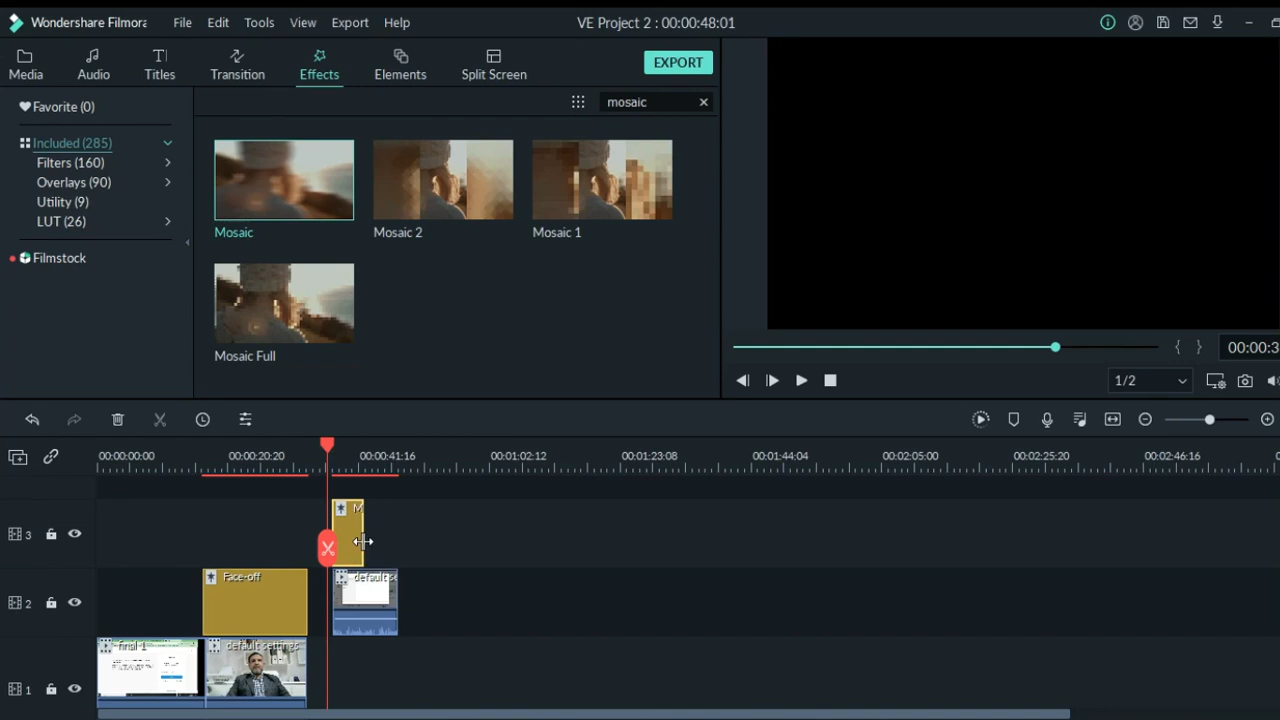 Wondershare Filmora File Edit Tools View Export Help VE Project 2 : 00:00:48:01
Media Audio Titles Transition Effects Elements Split Screen EXPORT
Favorite (0)
mosaic
Included (285)
Filters (160)
Overlays (90)
Utility (9)
LUT (26)
Filmstock
Mosaic Mosaic 2 Mosaic 1
Mosaic Full
00:00:3
1/2
00:00:00:00 00:00:20:20 00:00:41:16 00:01:02:12 00:01:23:08 00:01:44:04 00:02:05:00 00:02:25:20 00:02:46:16
M
3
Face-off default se
2
final 1 default settings
1